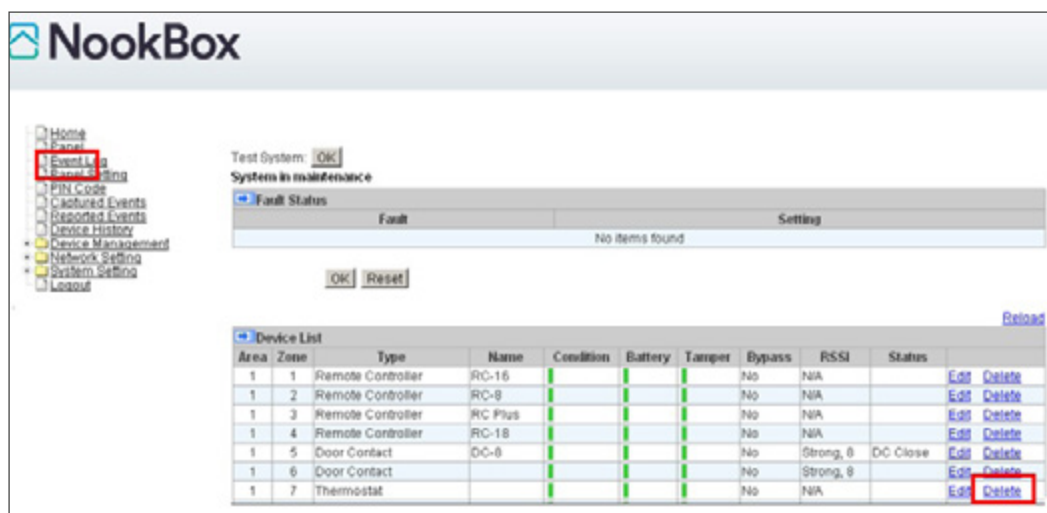 NookBox
Home
Panel
Event Log
Panel Setting
PIN Code
Captured Events
Reported Events
Device History
Device Management
Network Setting
System Setting
Logout
Test System: OK
System in maintenance
Fault Status
Fault Setting
No items found
OK Reset
Reload
Device List
Area Zone Type Name Condition Battery Tamper Bypass RSSI Status
1 1 Remote Controller RC-16 No N/A Edit Delete
1 2 Remote Controller RC-8 No N/A Edit Delete
1 3 Remote Controller RC Plus No N/A Edit Delete
1 4 Remote Controller RC-18 No N/A Edit Delete
1 5 Door Contact DC-8 No Strong, 8 DC Close Edit Delete
1 6 Door Contact No Strong, 8 Edit Delete
1 7 Thermostat No N/A Edit Delete